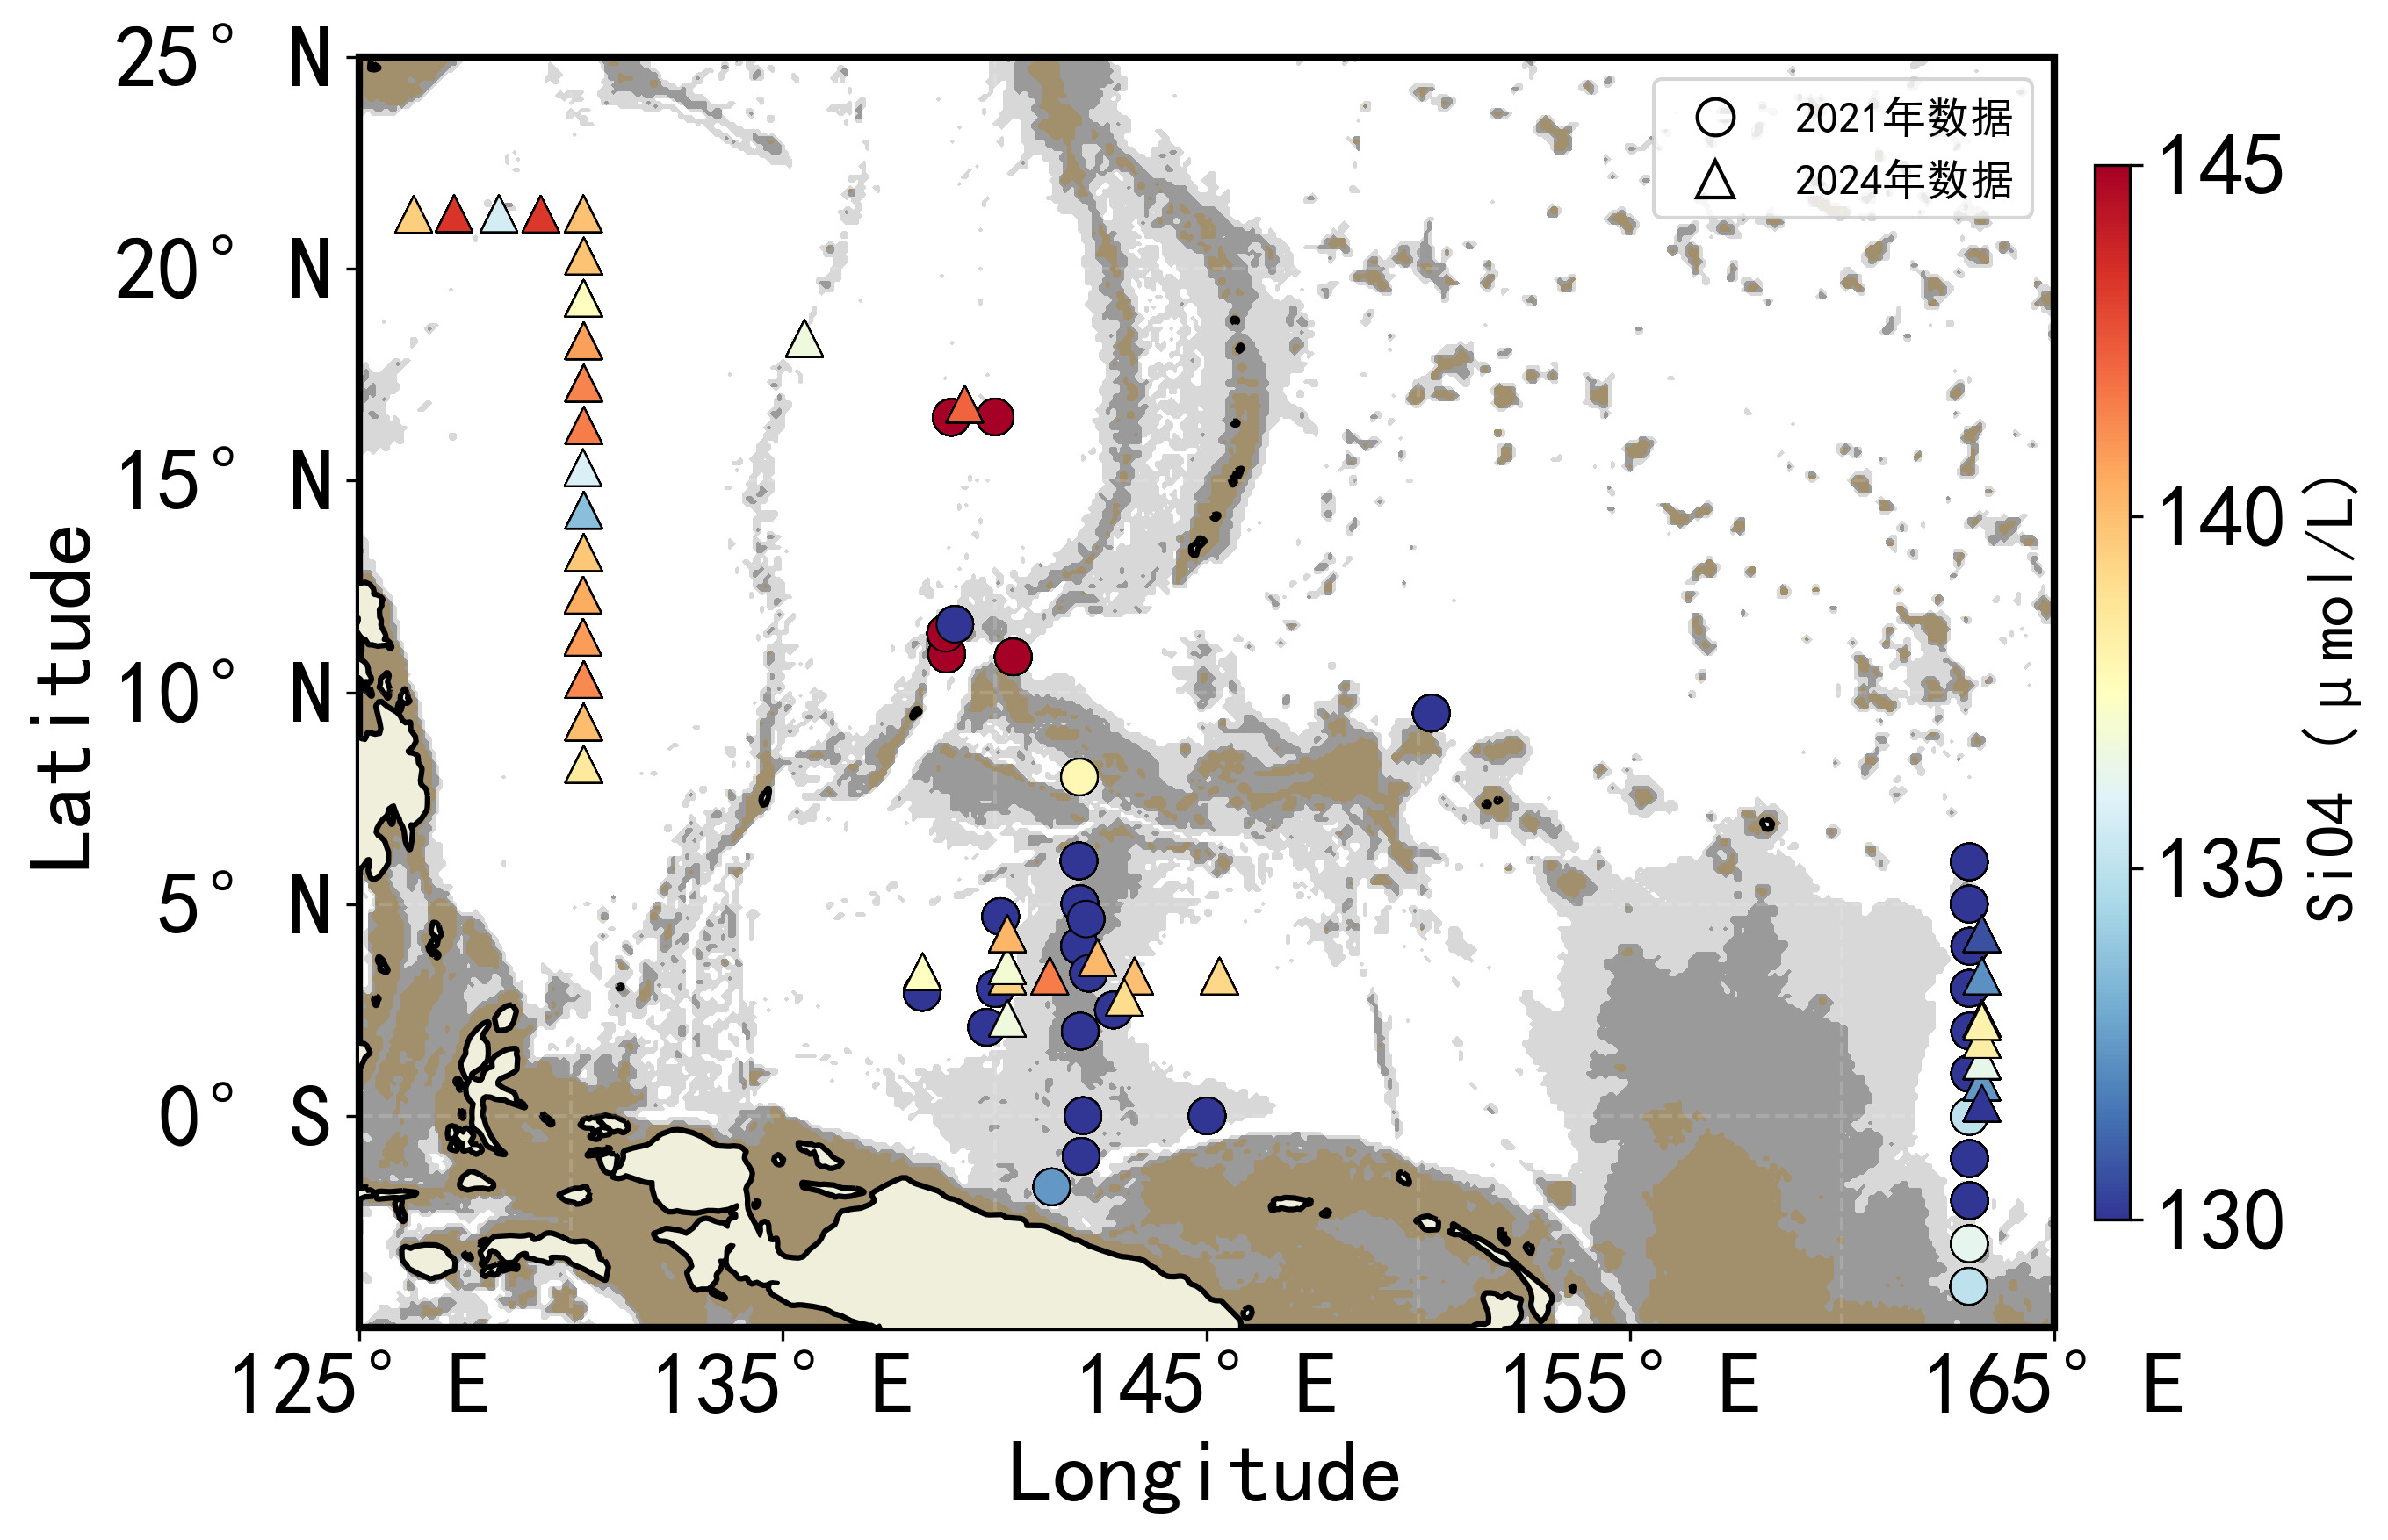 25° N
20° N
15° N
10° N
5° N
0° S
Latitude
2021年数据
2024年数据
125° E
135° E
145° E
155° E
165° E
Longitude
145
140
135
130
SiO4 (μmol/L)